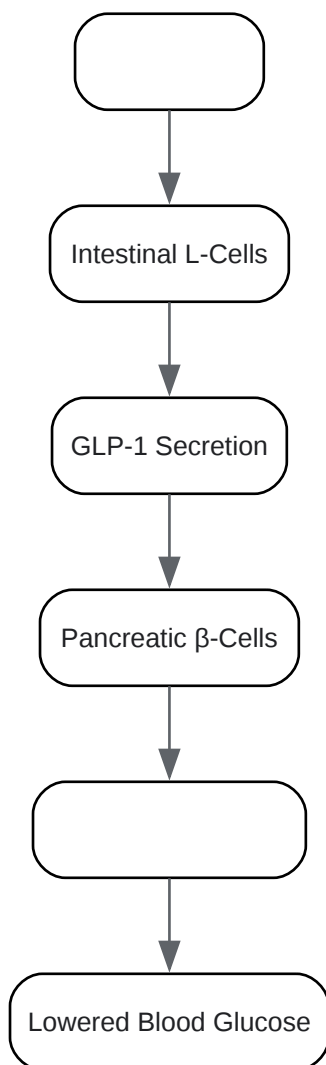 Intestinal L-Cells
GLP-1 Secretion
Pancreatic β-Cells
Lowered Blood Glucose